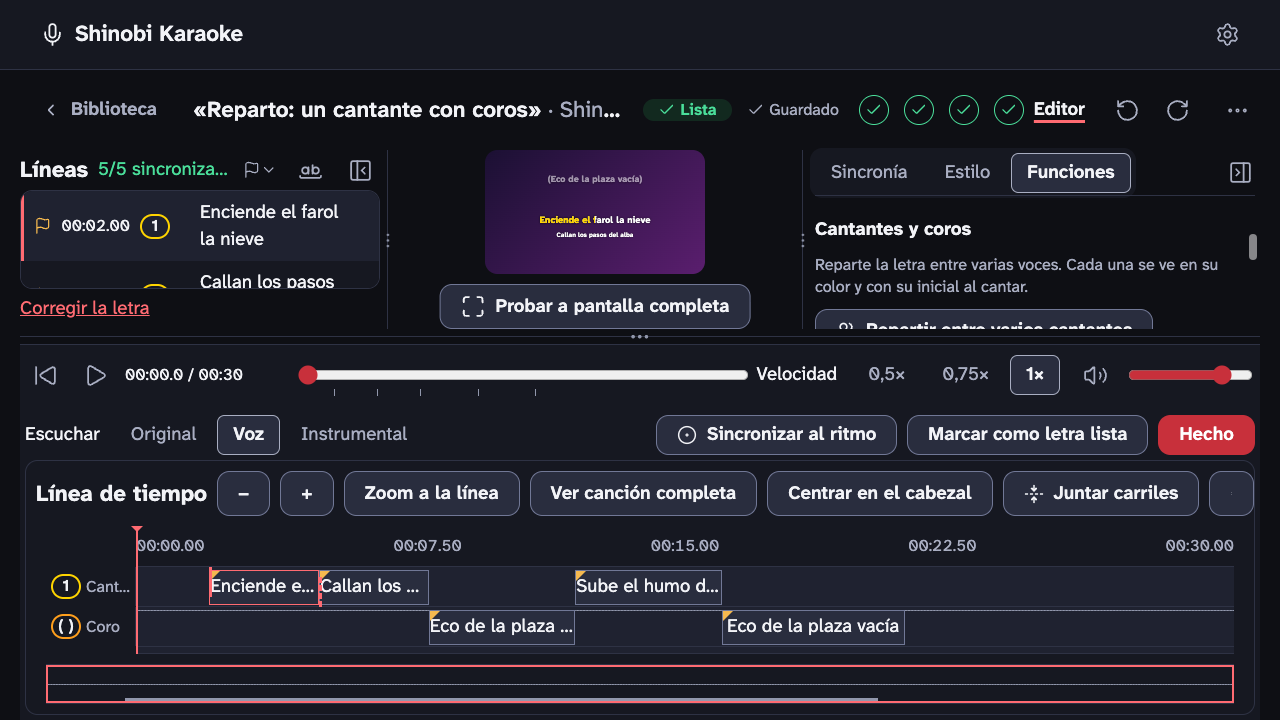 Shinobi Karaoke
Biblioteca
«Reparto: un cantante con coros» · Shin...
Lista
Guardado
Editor
Líneas
5/5 sincroniza...
ab
00:02.00
1
Enciende el farol
la nieve
Callan los pasos
Corregir la letra
(Eco de la plaza vacía)
Enciende el farol la nieve
Callan los pasos del alba
Probar a pantalla completa
Sincronía
Estilo
Funciones
Cantantes y coros
Reparte la letra entre varias voces. Cada una se ve en su
color y con su inicial al cantar.
Repartir entre varios cantantes
00:00.0 / 00:30
Velocidad
0,5×
0,75×
1×
Escuchar
Original
Voz
Instrumental
Sincronizar al ritmo
Marcar como letra lista
Hecho
Línea de tiempo
−
+
Zoom a la línea
Ver canción completa
Centrar en el cabezal
Juntar carriles
00:00.00
00:07.50
00:15.00
00:22.50
00:30.00
1
Cant...
Enciende e...
Callan los ...
Sube el humo d...
( )
Coro
Eco de la plaza ...
Eco de la plaza vacía